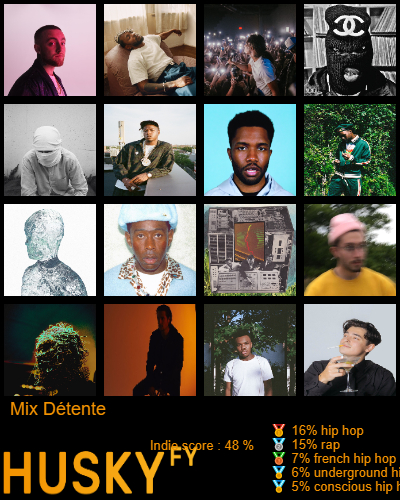 Mix Détente
Indie score : 48 %
HUSKYFY
16% hip hop
15% rap
7% french hip hop
6% underground hi
5% conscious hip h